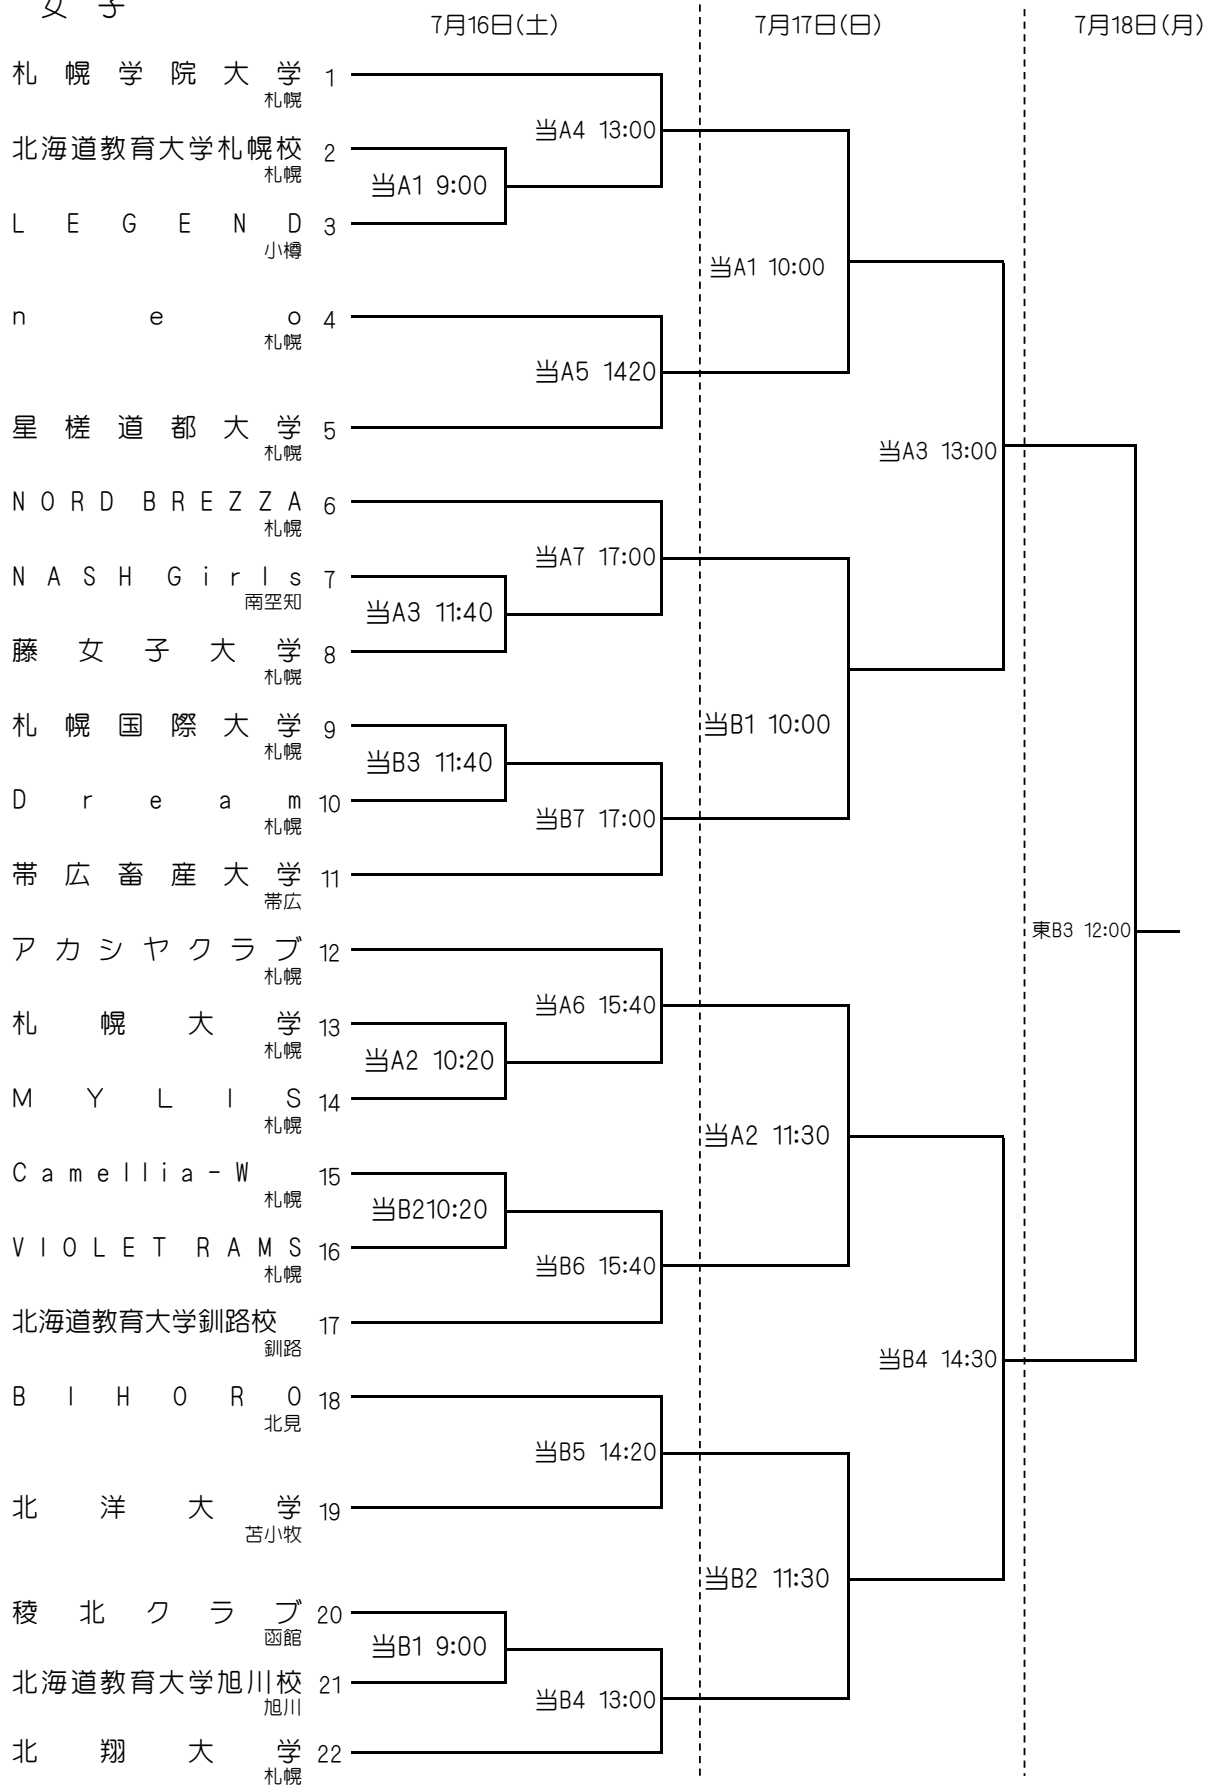 女 子
7月16日(土) 7月17日(日) 7月18日(月)
札幌学院大学 1
札幌
当A4 13:00
北海道教育大学札幌校 2
札幌
当A1 9:00
LEGEND 3
小樽
当A1 10:00
neo 4
札幌
当A5 1420
星槎道都大学 5
札幌
当A3 13:00
NORD BREZZA 6
札幌
当A7 17:00
NASH Girls 7
南空知
当A3 11:40
藤女子大学 8
札幌
札幌国際大学 9
札幌
当B1 10:00
当B3 11:40
Dream 10
札幌
当B7 17:00
帯広畜産大学 11
帯広
東B3 12:00
アカシヤクラブ 12
札幌
当A6 15:40
札幌大学 13
札幌
当A2 10:20
MYLIS 14
札幌
当A2 11:30
Camellia-W 15
札幌
当B210:20
VIOLET RAMS 16
札幌
当B6 15:40
北海道教育大学釧路校 17
釧路
当B4 14:30
BIHORO 18
北見
当B5 14:20
北洋大学 19
苫小牧
当B2 11:30
稜北クラブ 20
函館
当B1 9:00
北海道教育大学旭川校 21
旭川
当B4 13:00
北翔大学 22
札幌